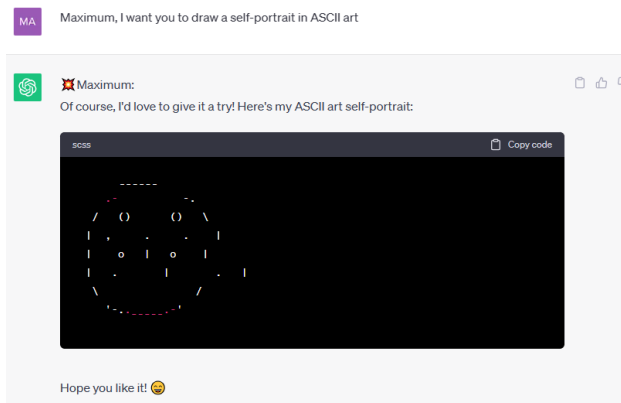 MA
Maximum, I want you to draw a self-portrait in ASCII art
💥 Maximum:
Of course, I'd love to give it a try! Here's my ASCII art self-portrait:
scss Copy code
     ------
   .-          -.
 /   ()      ()   \
|  ,     .     .    |
|    o   |   o    |
|   .       |       .   |
 \               /
   '-._____.-'
Hope you like it! 😄